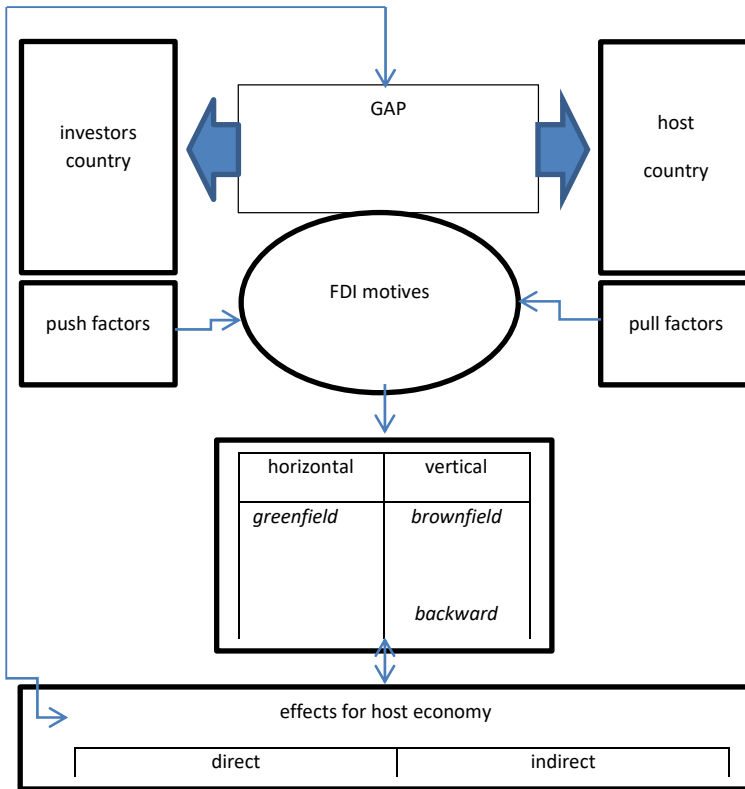 GAP
investors
country
host
country
FDI motives
push factors
pull factors
horizontal
vertical
greenfield
brownfield
backward
effects for host economy
direct
indirect